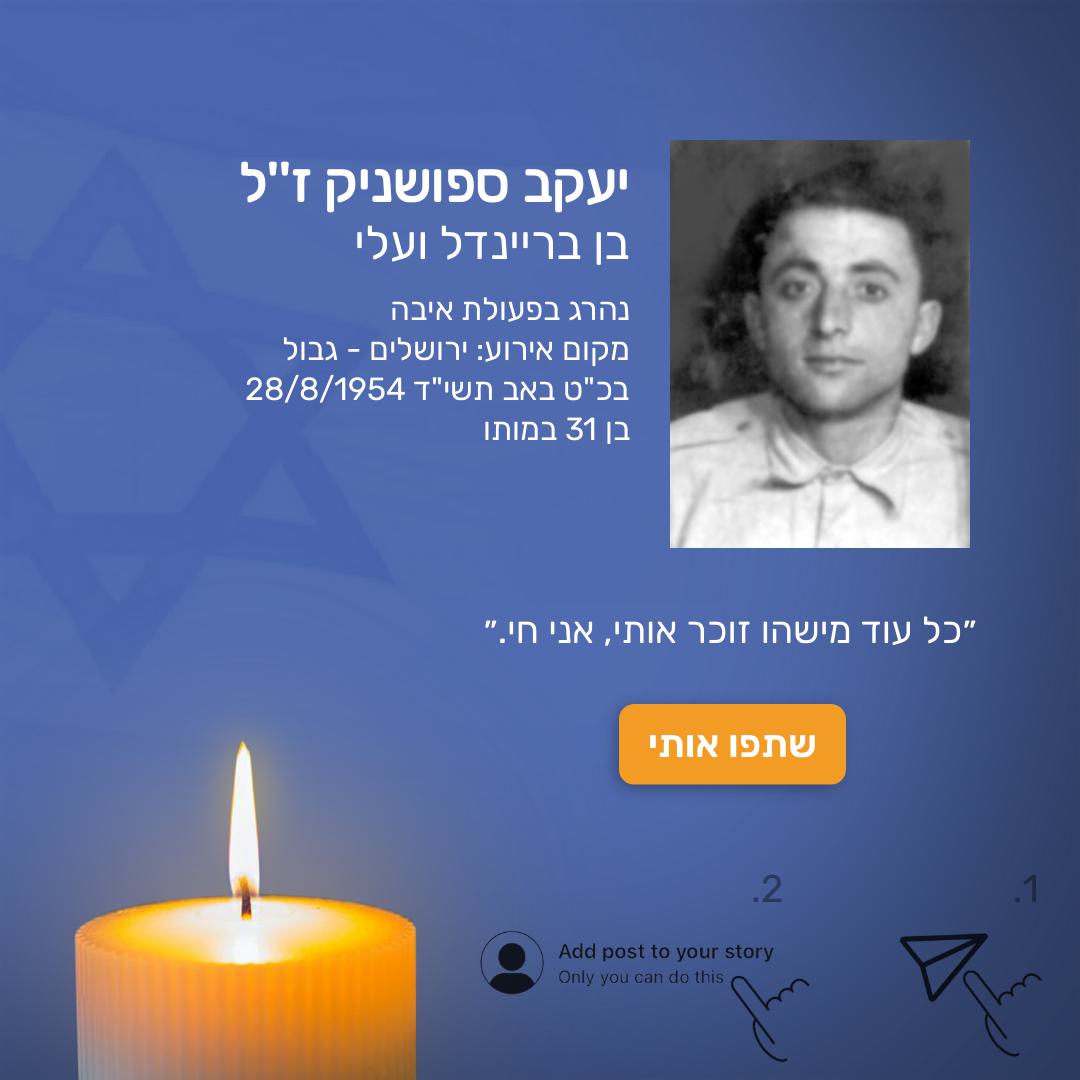 יעקב ספושניק ז"ל
בן בריינדל ועלי
נהרג בפעולת איבה
מקום אירוע: ירושלים - גבול
בכ"ט באב תשי"ד 28/8/1954
בן 31 במותו
״כל עוד מישהו זוכר אותי, אני חי.״
שתפו אותי
.1
.2
Add post to your story
Only you can do this